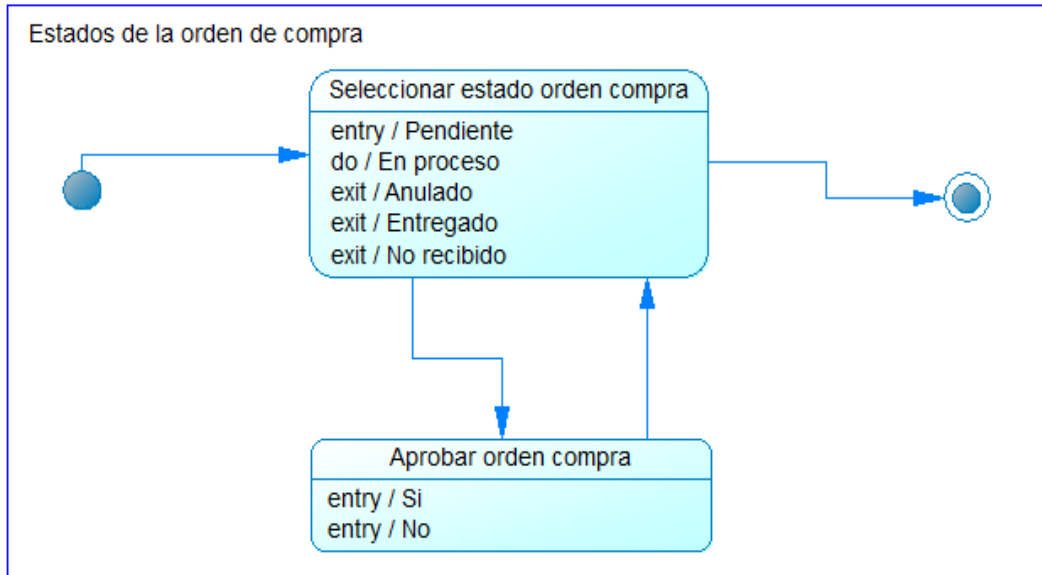 Estados de la orden de compra
Seleccionar estado orden compra
entry / Pendiente
do / En proceso
exit / Anulado
exit / Entregado
exit / No recibido
Aprobar orden compra
entry / Si
entry / No